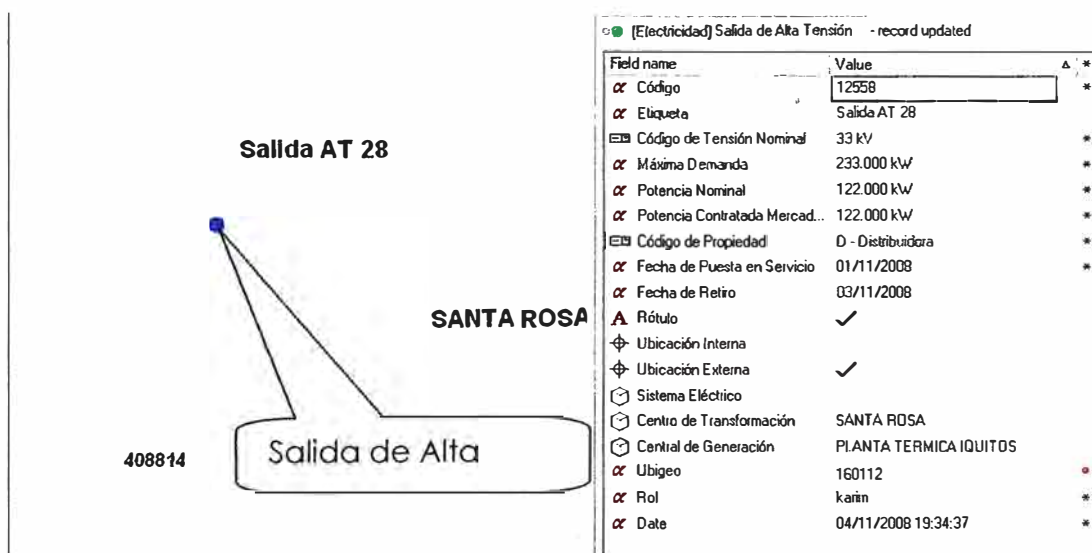 Salida AT 28
SANTA ROSA
Salida de Alta
408814
[Electricidad] Salida de Alta Tensión - record updated
Field name Value
Código 12558 *
Etiqueta Salida AT 28
Código de Tensión Nominal 33 kV *
Máxima Demanda 233.000 kW *
Potencia Nominal 122.000 kW *
Potencia Contratada Mercad... 122.000 kW *
Código de Propiedad D - Distribuidora *
Fecha de Puesta en Servicio 01/11/2008 *
Fecha de Retiro 03/11/2008
A Rótulo ✓
Ubicación Interna
Ubicación Externa ✓
Sistema Eléctrico
Centro de Transformación SANTA ROSA
Central de Generación PLANTA TERMICA IQUITOS
Ubigeo 160112
Rol karim *
Date 04/11/2008 19:34:37 *